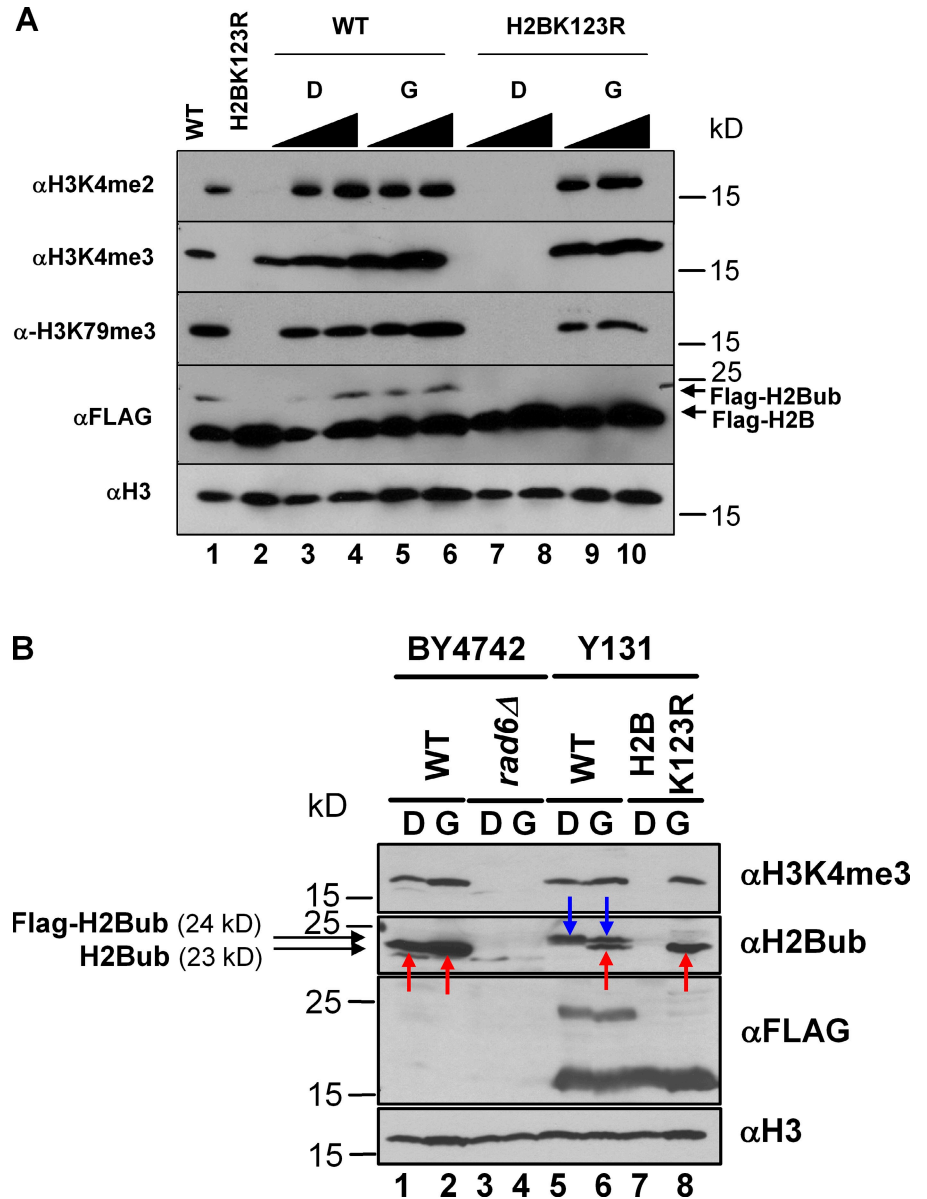 A
WT
H2BK123R
WT
H2BK123R
D
G
D
G
kD
αH3K4me2
15
αH3K4me3
15
α-H3K79me3
15
25
Flag-H2Bub
αFLAG
Flag-H2B
αH3
15
1 2 3 4 5 6 7 8 9 10
B
BY4742 Y131
WT
rad6Δ
WT
H2B
K123R
kD
D G D G D G D G
αH3K4me3
15
25
Flag-H2Bub (24 kD)
H2Bub (23 kD)
αH2Bub
25
αFLAG
15
αH3
15
1 2 3 4 5 6 7 8